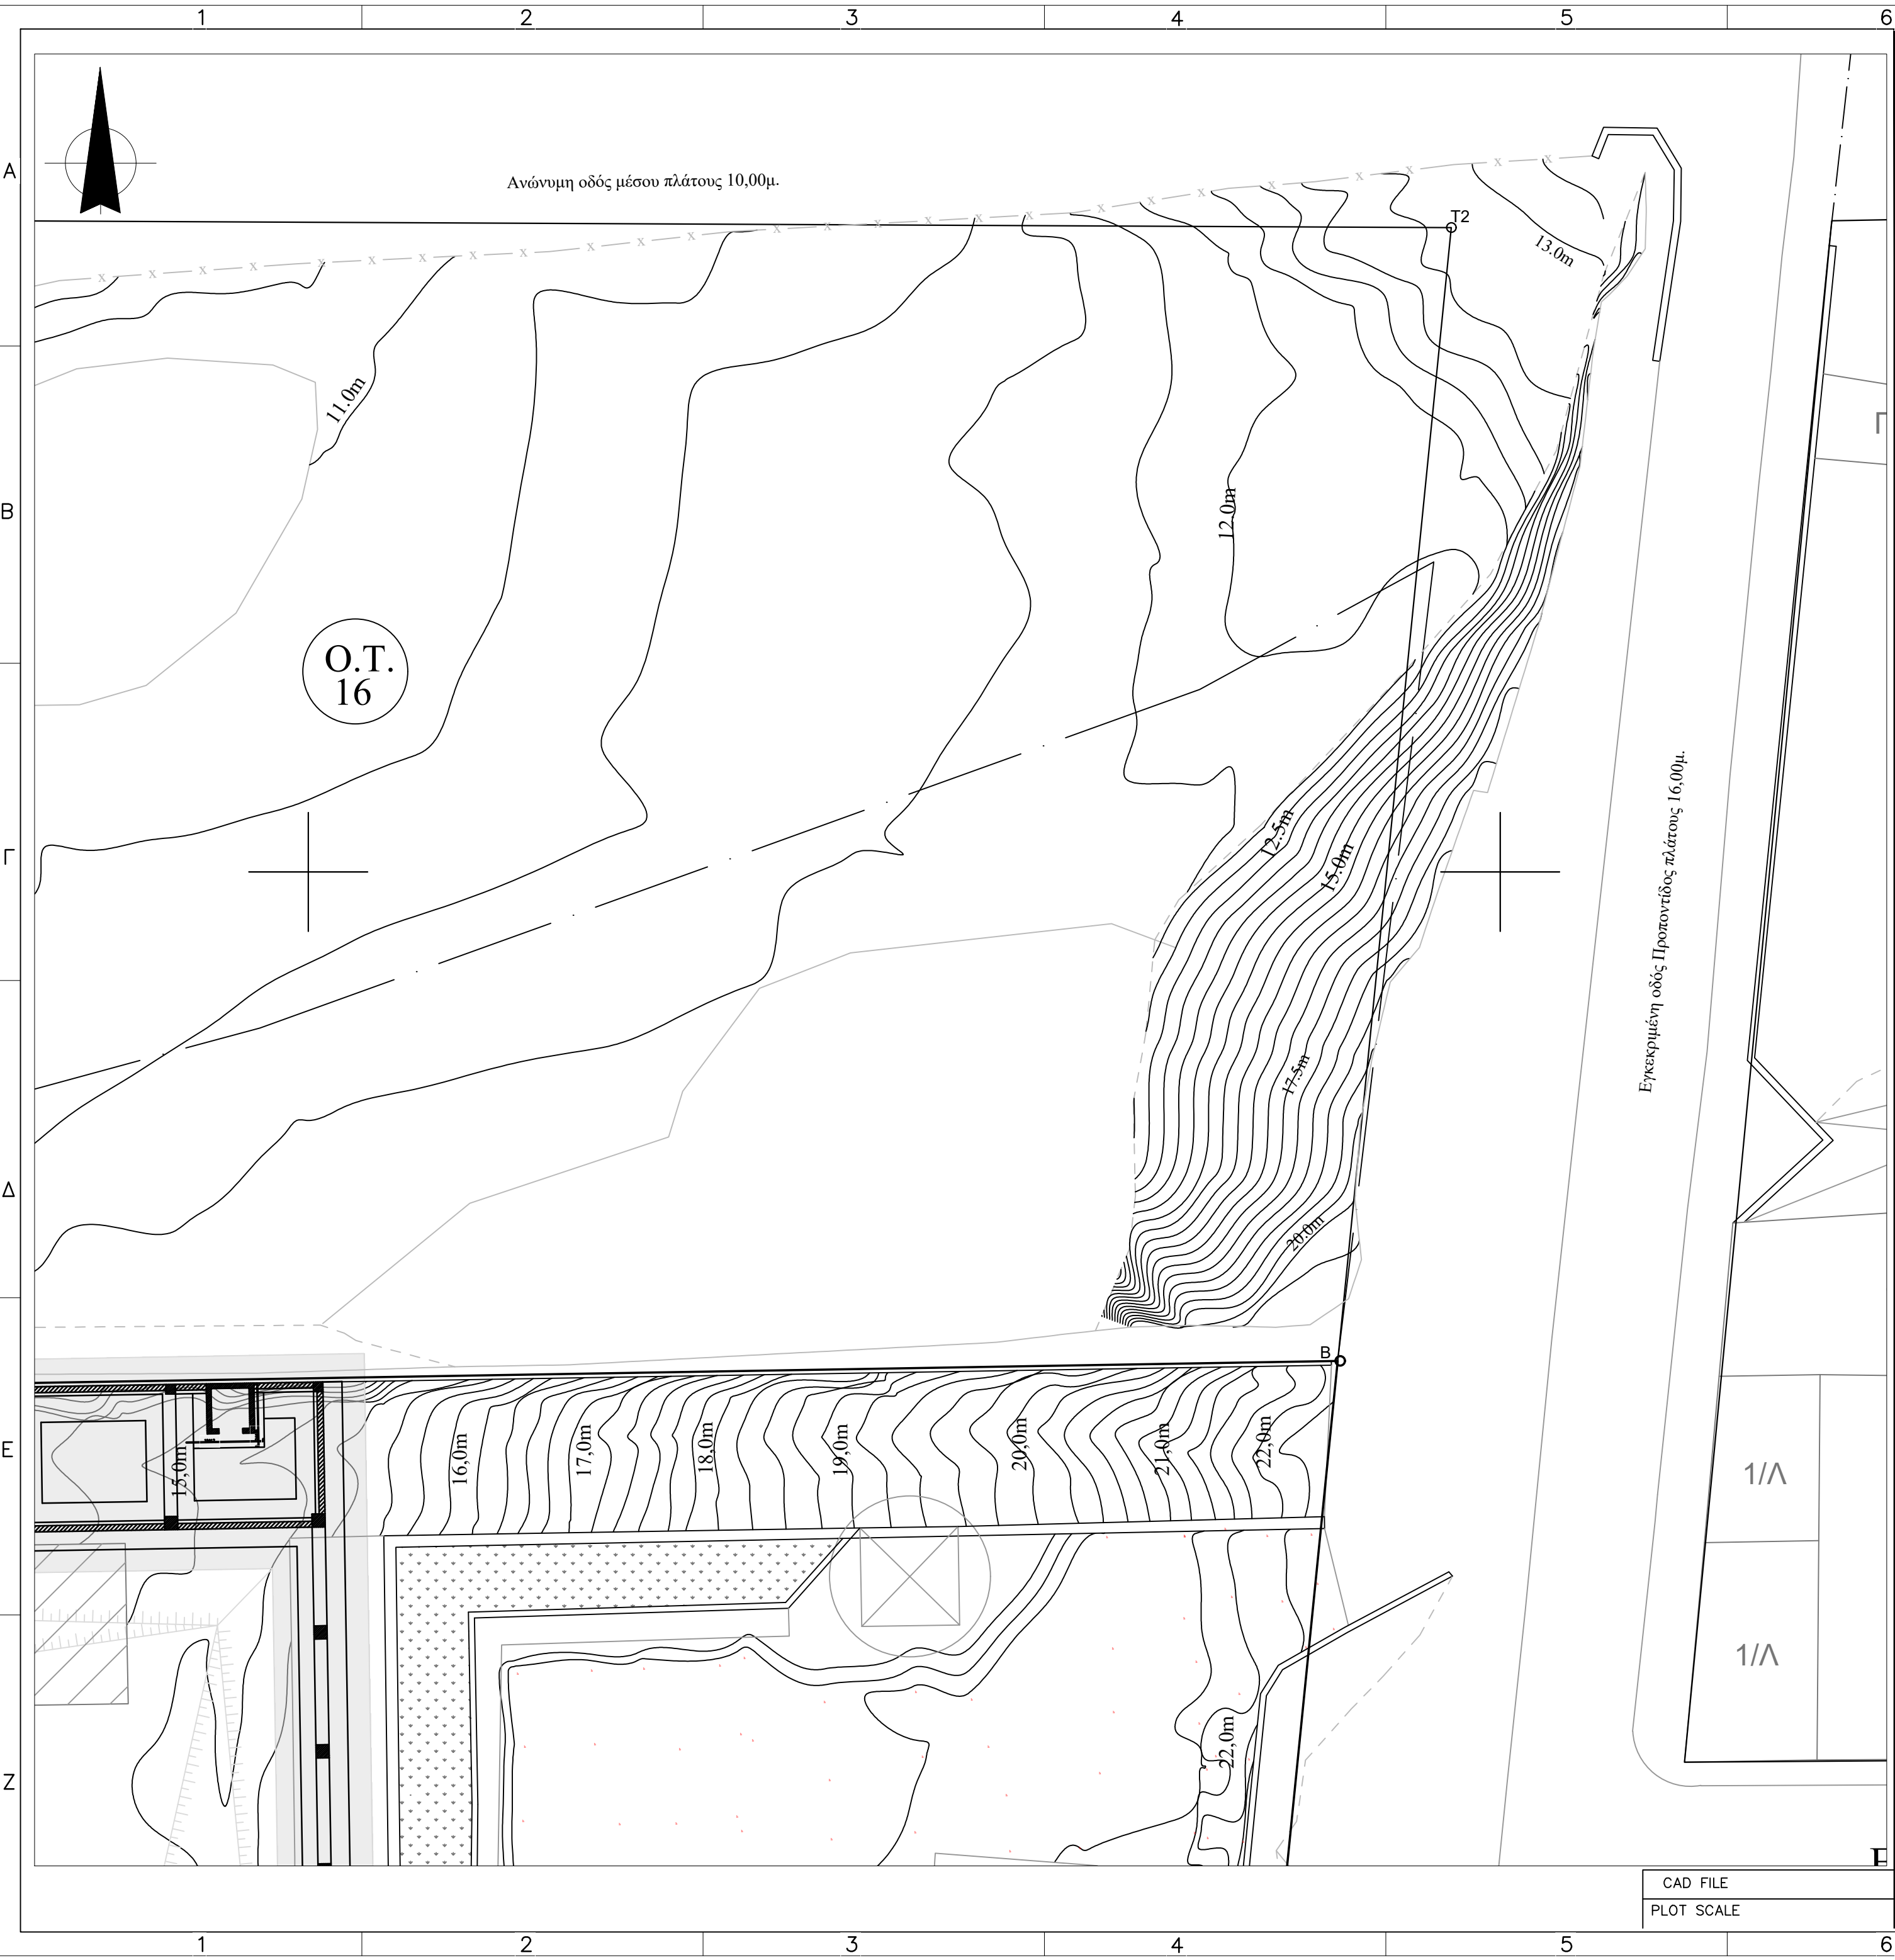 1 2 3 4 5 6
A
Ανώνυμη οδός μέσου πλάτους 10,00μ.
T2
13.0m
11.0m
B
12.0m
Ο.Τ.
16
Εγκεκριμένη οδός Προποντίδος πλάτους 16,00μ.
12.5m
Γ
15.0m
17.5m
Δ
20.0m
B
E
15,0m
16,0m
17,0m
18,0m
19,0m
20,0m
21,0m
22,0m
1/Λ
1/Λ
22,0m
Z
CAD FILE
PLOT SCALE
1 2 3 4 5 6